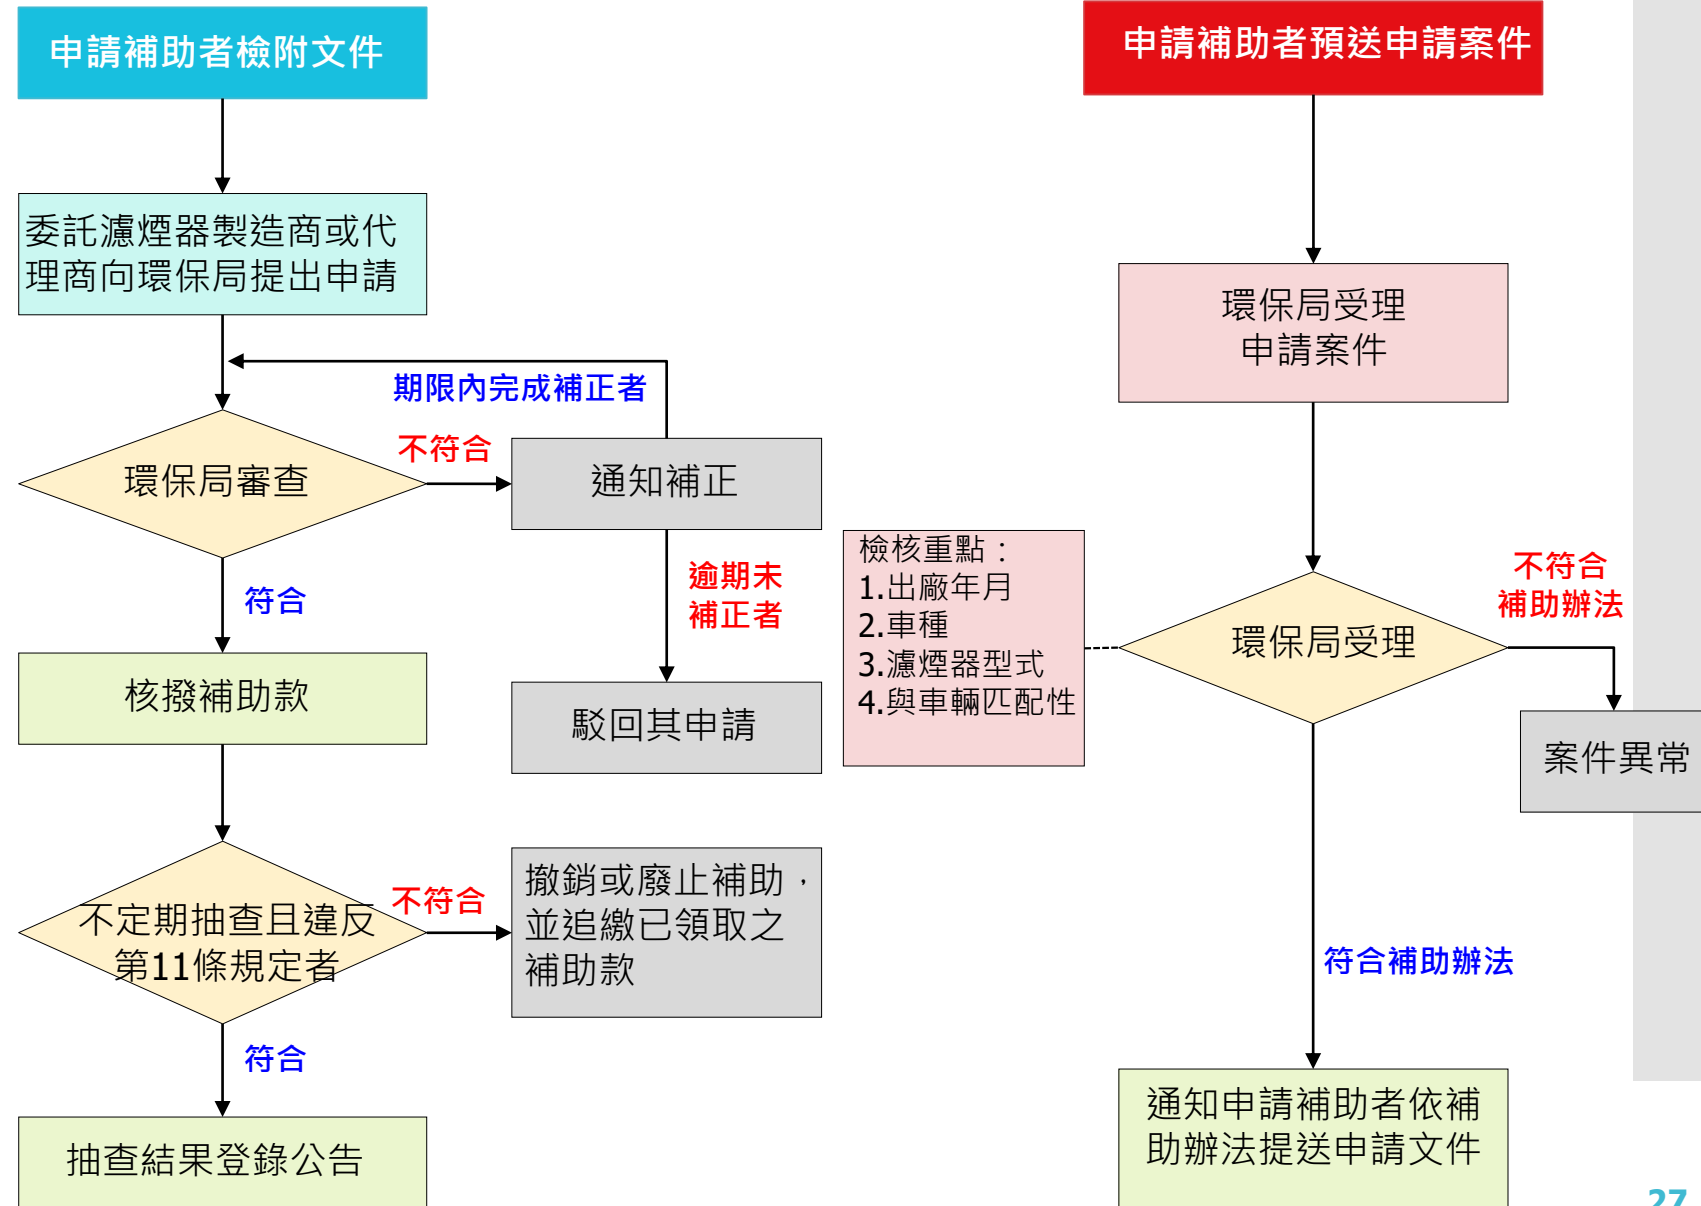 申請補助者檢附文件
委託濾煙器製造商或代
理商向環保局提出申請
期限內完成補正者
環保局審查
不符合
通知補正
符合
逾期未
補正者
核撥補助款
駁回其申請
不定期抽查且違反
第11條規定者
不符合
撤銷或廢止補助，
並追繳已領取之
補助款
符合
抽查結果登錄公告
申請補助者預送申請案件
環保局受理
申請案件
檢核重點：
1.出廠年月
2.車種
3.濾煙器型式
4.與車輛匹配性
環保局受理
不符合
補助辦法
案件異常
符合補助辦法
通知申請補助者依補
助辦法提送申請文件
27